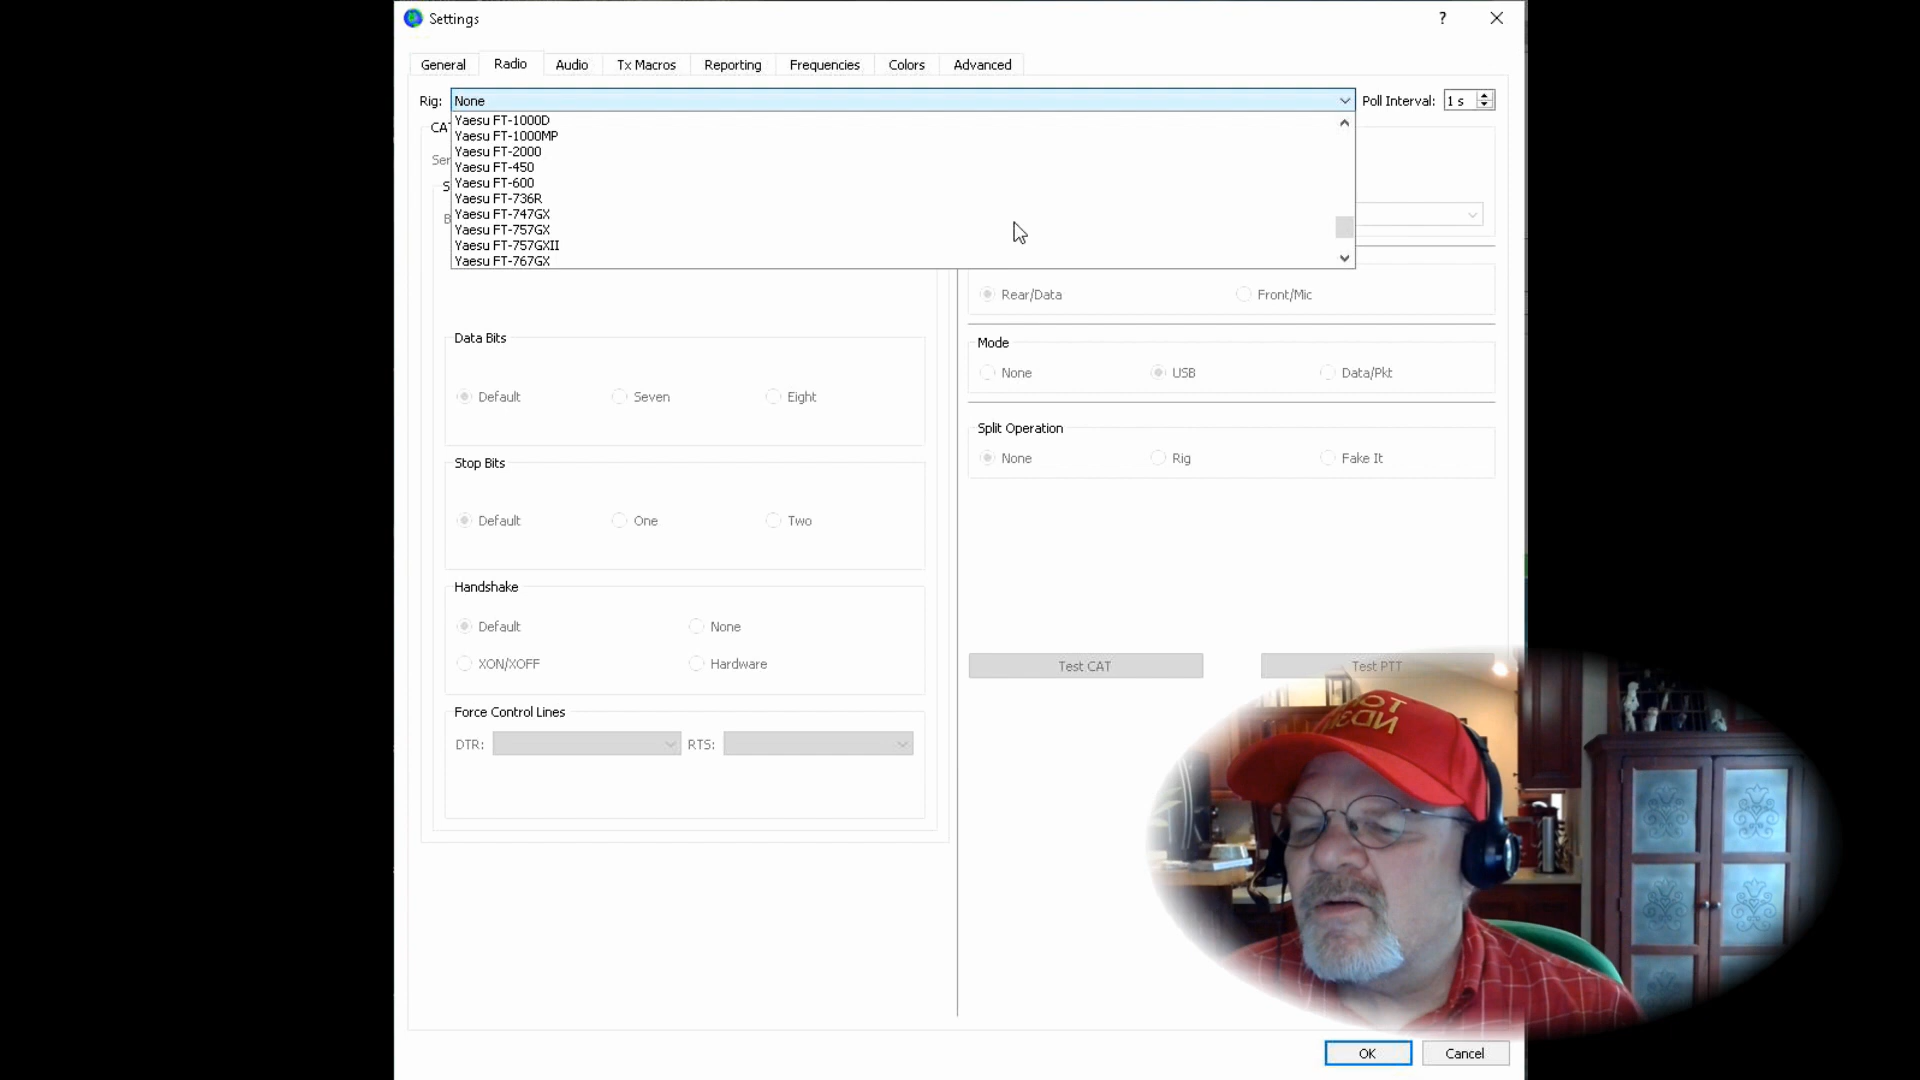 Settings
?
General Radio Audio Tx Macros Reporting Frequencies Colors Advanced
Rig: None Poll Interval: 1 s
Yaesu FT-1000D
Yaesu FT-1000MP
Yaesu FT-2000
Yaesu FT-450
Yaesu FT-600
Yaesu FT-736R
Yaesu FT-747GX
Yaesu FT-757GX
Yaesu FT-757GXII
Yaesu FT-767GX
CA
Ser
S
B
Rear/Data Front/Mic
Data Bits
Default Seven Eight
Mode
None USB Data/Pkt
Split Operation
None Rig Fake It
Stop Bits
Default One Two
Handshake
Default None
XON/XOFF Hardware
Test CAT Test PTT
Force Control Lines
DTR: RTS:
TOM
OK Cancel